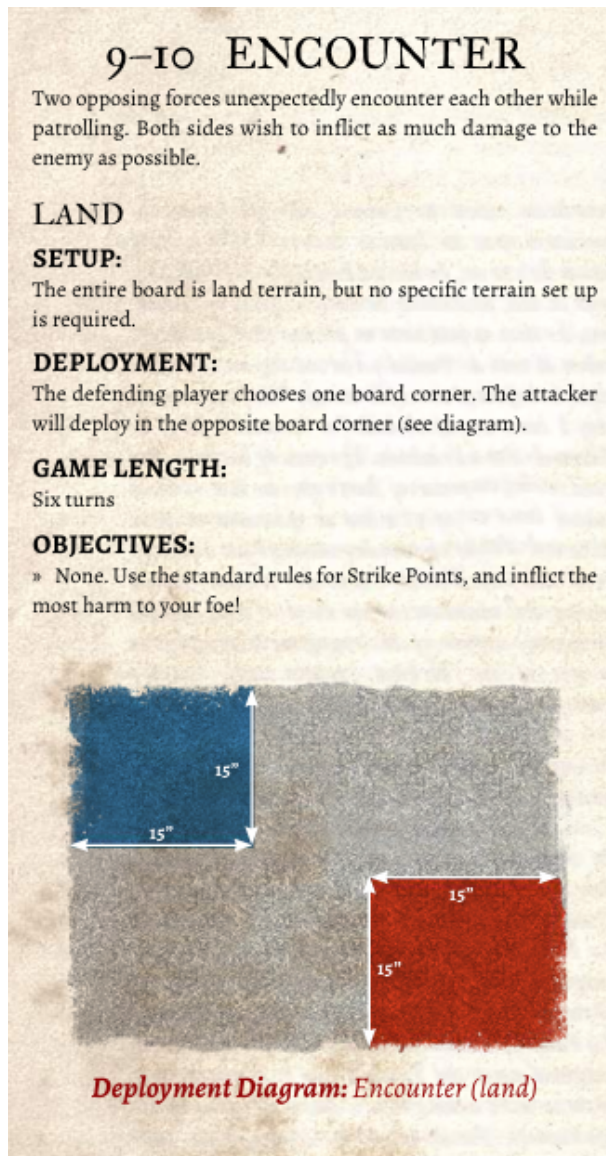 9–10 ENCOUNTER
Two opposing forces unexpectedly encounter each other while
patrolling. Both sides wish to inflict as much damage to the
enemy as possible.
LAND
SETUP:
The entire board is land terrain, but no specific terrain set up
is required.
DEPLOYMENT:
The defending player chooses one board corner. The attacker
will deploy in the opposite board corner (see diagram).
GAME LENGTH:
Six turns
OBJECTIVES:
» None. Use the standard rules for Strike Points, and inflict the
most harm to your foe!
15”
15”
15”
15”
Deployment Diagram: Encounter (land)